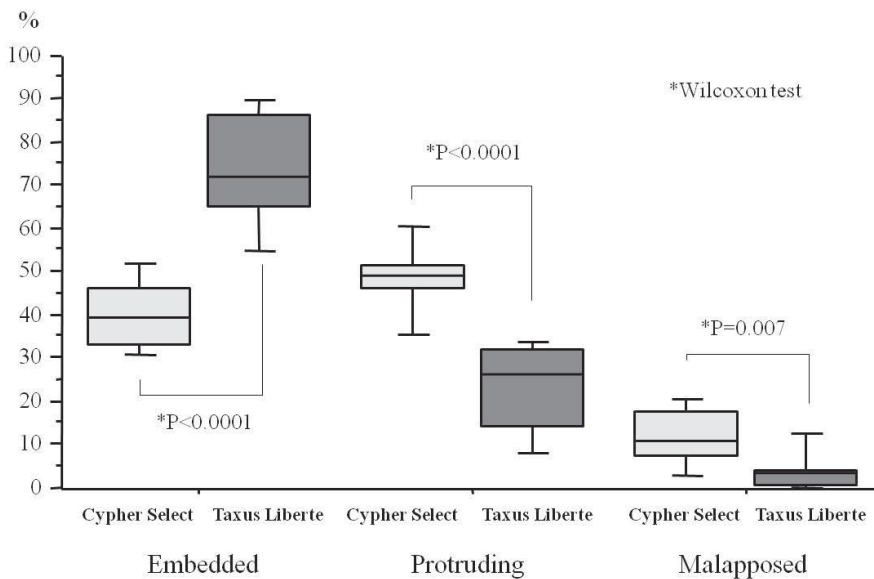 %
100
*Wilcoxon test
90
80
*P<0.0001
70
60
50
40
*P=0.007
30
20
*P<0.0001
10
0
Cypher Select Taxus Liberte Cypher Select Taxus Liberte Cypher Select Taxus Liberte
Embedded Protruding Malapposed